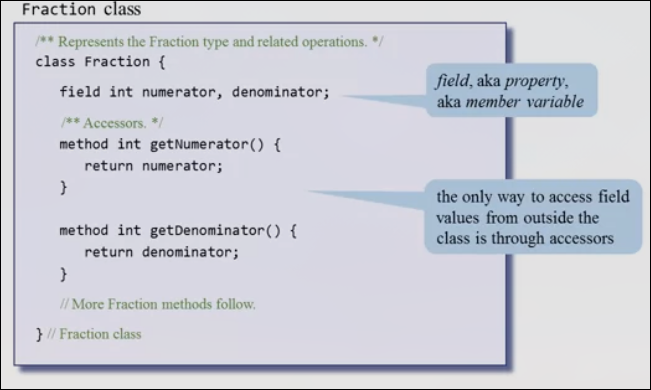 Fraction class
/** Represents the Fraction type and related operations. */
class Fraction {
field int numerator, denominator;
field, aka property,
aka member variable
/** Accessors. */
method int getNumerator() {
return numerator;
}
the only way to access field
values from outside the
class is through accessors
method int getDenominator() {
return denominator;
}
// More Fraction methods follow.
} // Fraction class